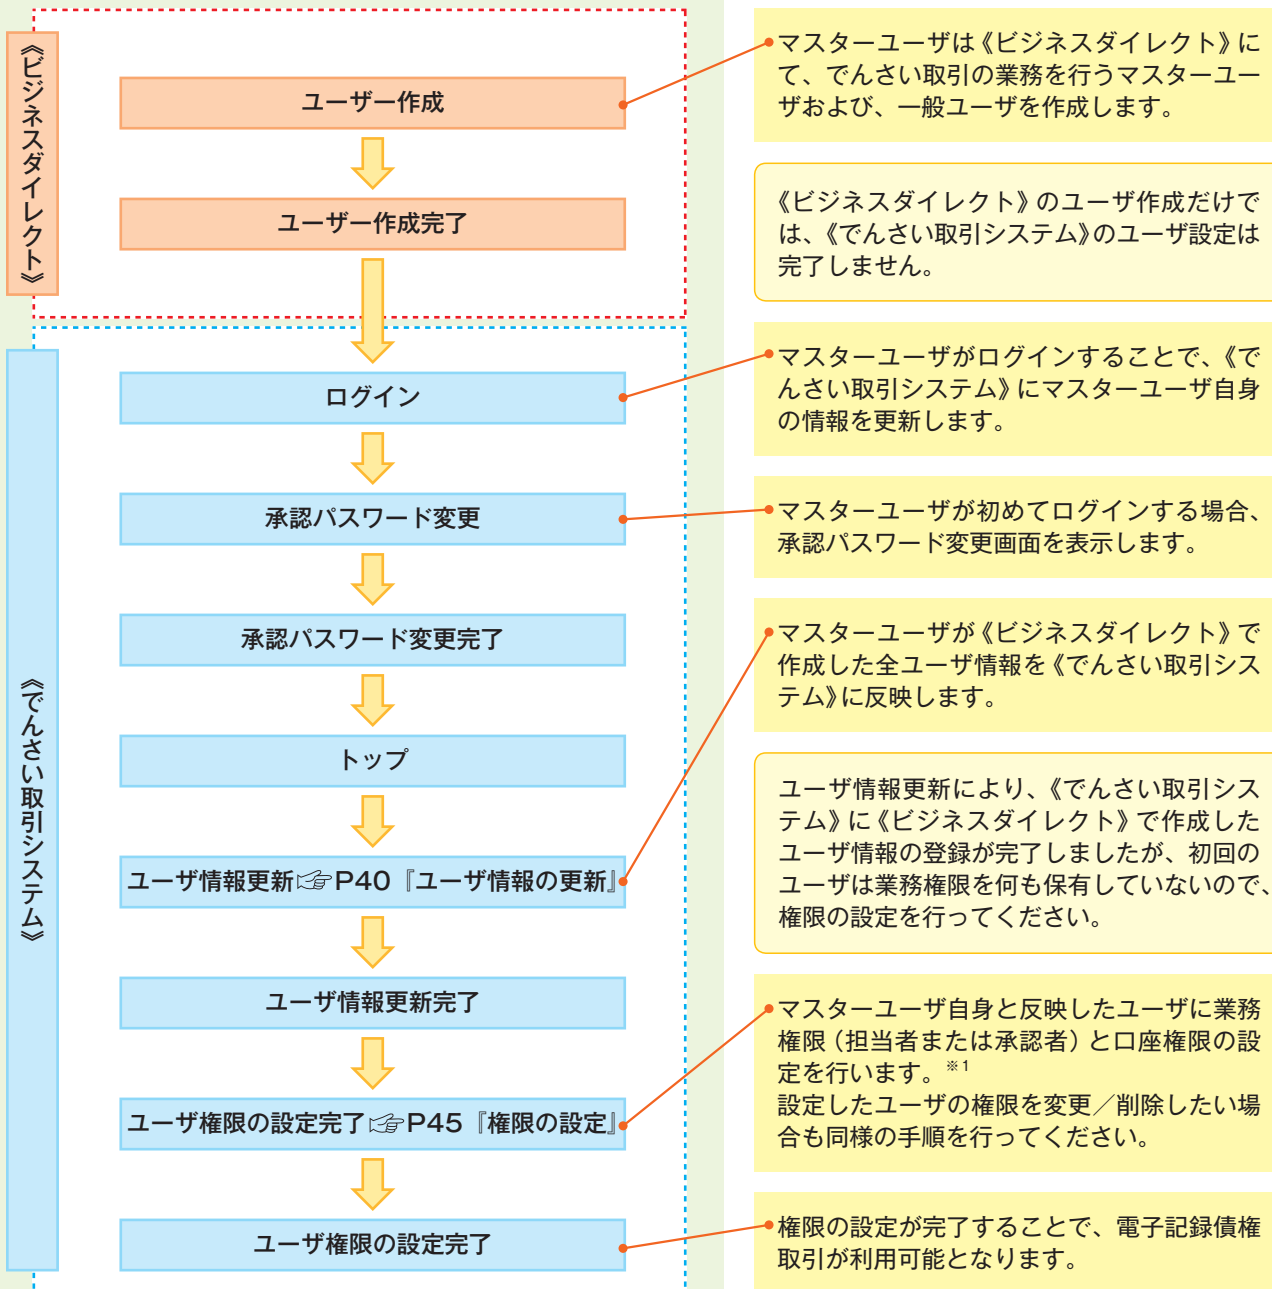 《ビジネスダイレクト》
ユーザー作成
マスターユーザは《ビジネスダイレクト》に
て、でんさい取引の業務を行うマスターユー
ザおよび、一般ユーザを作成します。
ユーザー作成完了
《ビジネスダイレクト》のユーザ作成だけで
は、《でんさい取引システム》のユーザ設定は
完了しません。
《でんさい取引システム》
ログイン
マスターユーザがログインすることで、《で
んさい取引システム》にマスターユーザ自身
の情報を更新します。
承認パスワード変更
マスターユーザが初めてログインする場合、
承認パスワード変更画面を表示します。
承認パスワード変更完了
トップ
ユーザ情報更新☞P40『ユーザ情報の更新』
マスターユーザが《ビジネスダイレクト》で
作成した全ユーザ情報を《でんさい取引シス
テム》に反映します。
ユーザ情報更新により、《でんさい取引シス
テム》に《ビジネスダイレクト》で作成した
ユーザ情報の登録が完了しましたが、初回の
ユーザは業務権限を何も保有していないので、
権限の設定を行ってください。
ユーザ情報更新完了
ユーザ権限の設定完了☞P45『権限の設定』
マスターユーザ自身と反映したユーザに業務
権限（担当者または承認者）と口座権限の設
定を行います。※1
設定したユーザの権限を変更／削除したい場
合も同様の手順を行ってください。
ユーザ権限の設定完了
権限の設定が完了することで、電子記録債権
取引が利用可能となります。